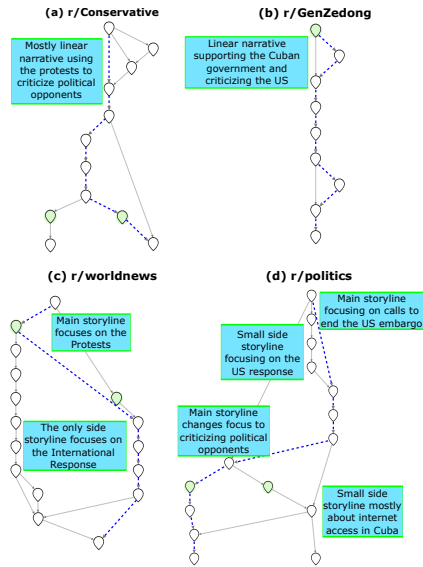 (a) r/Conservative
Mostly linear
narrative using
the protests to
criticize political
opponents
(b) r/GenZedong
Linear narrative
supporting the Cuban
government and
criticizing the US
(c) r/worldnews
Main storyline
focuses on the
Protests
The only side
storyline focuses on
the International
Response
(d) r/politics
Main storyline
focusing on calls to
end the US embargo
Small side
storyline
focusing on the
US response
Main storyline
changes focus to
criticizing political
opponents
Small side
storyline mostly
about internet
access in Cuba